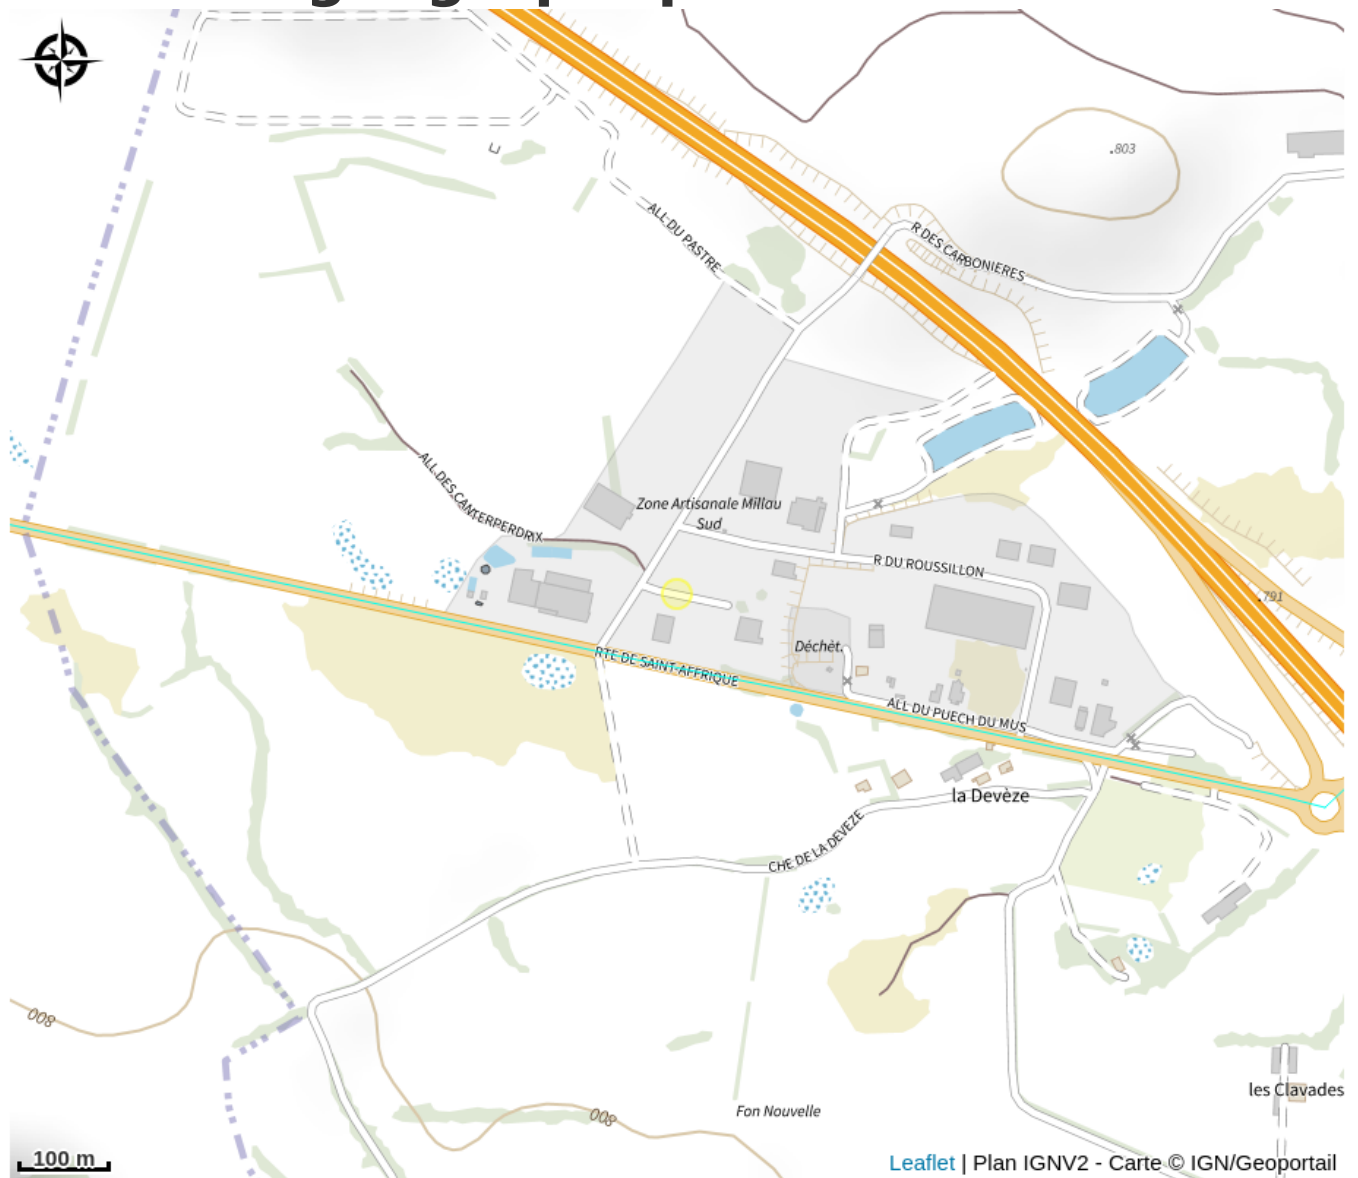 .803
ALL DU PASTRE
R DES CARBONIERES
ALL DES CANTERPERDRIX
Zone Artisanale Millau
Sud
R DU ROUSSILLON
.791
RTE DE SAINT-AFFRIQUE
Déchèt.
ALL DU PUECH DU MUS
la Devèze
CHE DE LA DEVEZE
800
800
les Clavades
Fon Nouvelle
100 m
Leaflet | Plan IGNV2 - Carte © IGN/Geoportail